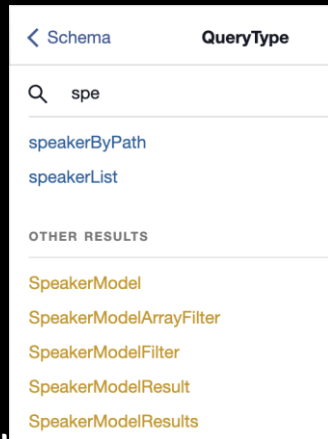 Schema
QueryType
spe
speakerByPath
speakerList
OTHER RESULTS
SpeakerModel
SpeakerModelArrayFilter
SpeakerModelFilter
SpeakerModelResult
SpeakerModelResults